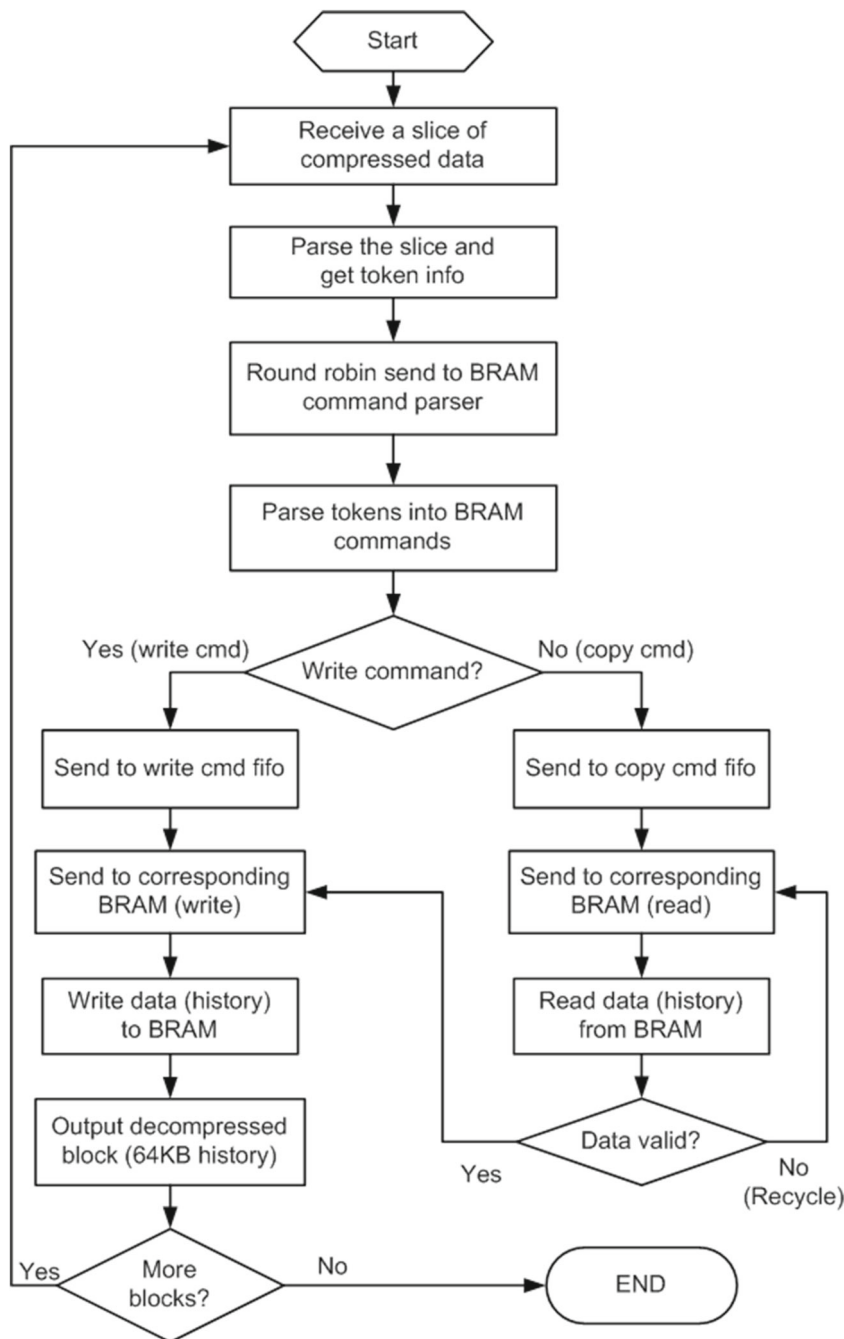 Start
Receive a slice of
compressed data
Parse the slice and
get token info
Round robin send to BRAM
command parser
Parse tokens into BRAM
commands
Yes (write cmd)
No (copy cmd)
Write command?
Send to write cmd fifo
Send to copy cmd fifo
Send to corresponding
BRAM (write)
Send to corresponding
BRAM (read)
Write data (history)
to BRAM
Read data (history)
from BRAM
Output decompressed
block (64KB history)
Data valid?
Yes
No
(Recycle)
Yes
More
blocks?
No
END